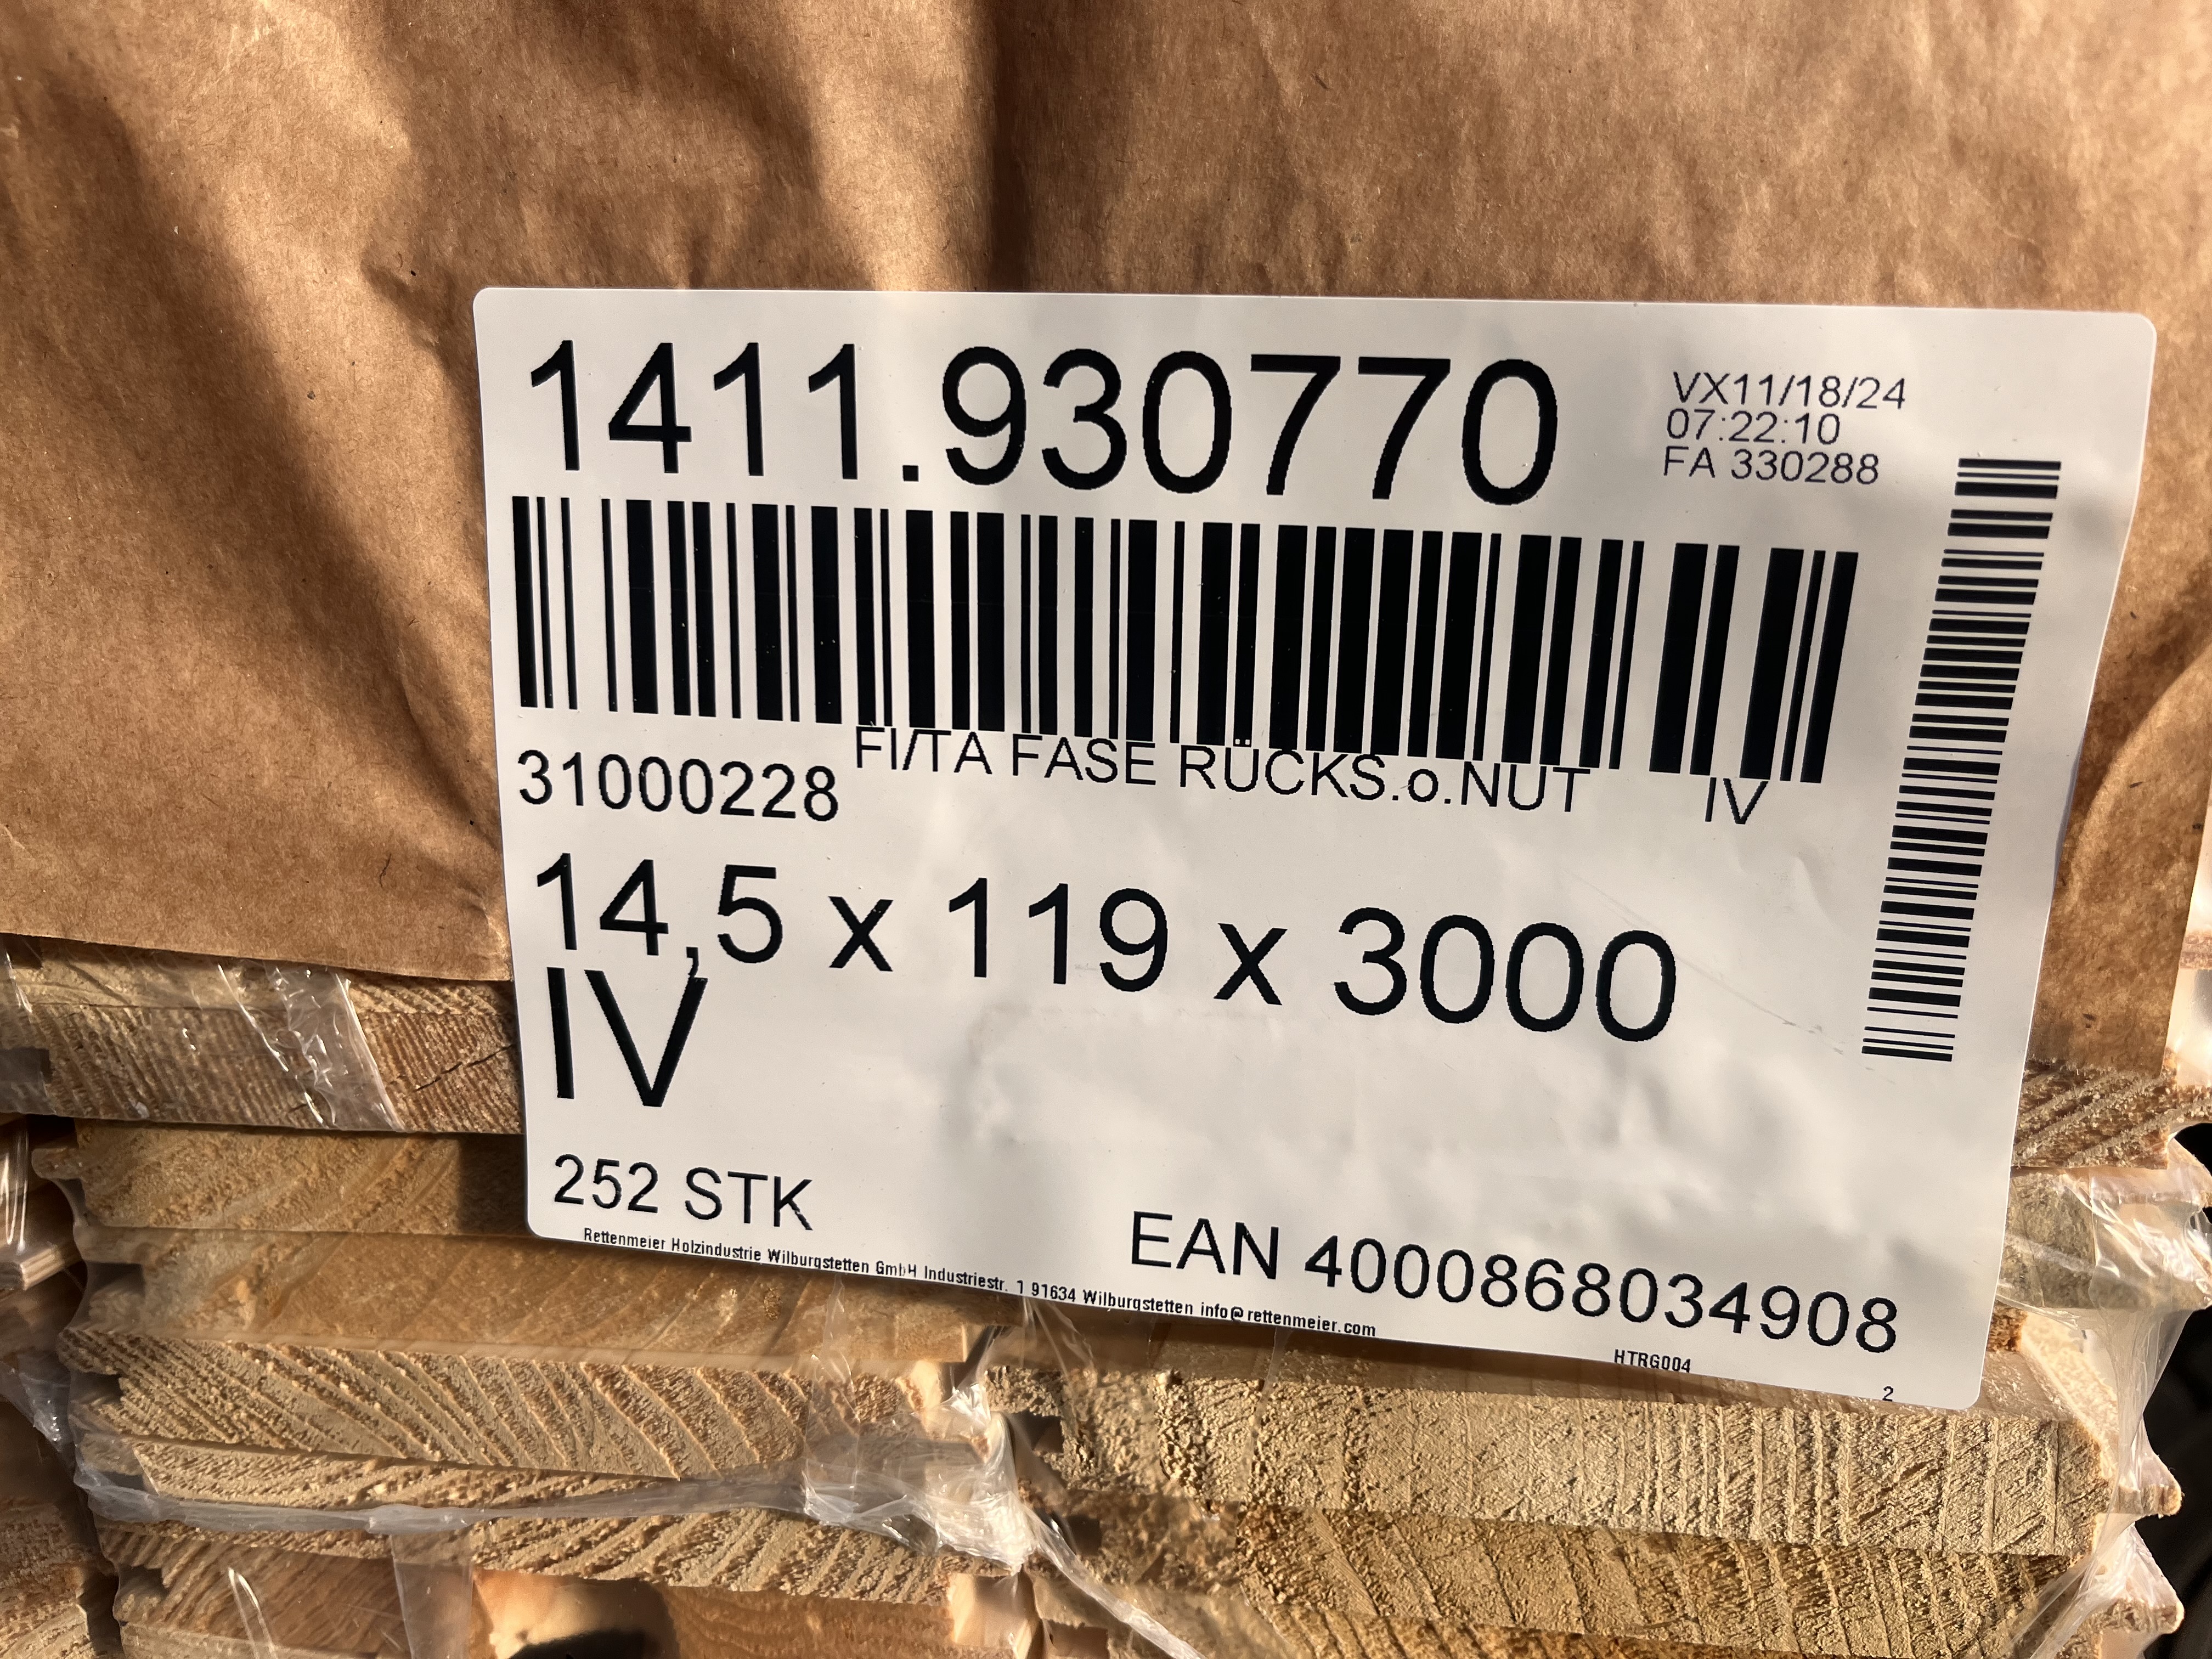 1411.930770
VX11/18/24
07:22:10
FA 330288
31000228
FI/TA FASE RÜCKS.o.NUT IV
14,5 x 119 x 3000
IV
252 STK
EAN 4000868034908
Rettenmeier Holzindustrie Wilburgstetten GmbH Industriestr. 1 91634 Wilburgstetten info@rettenmeier.com
HTRG004
2